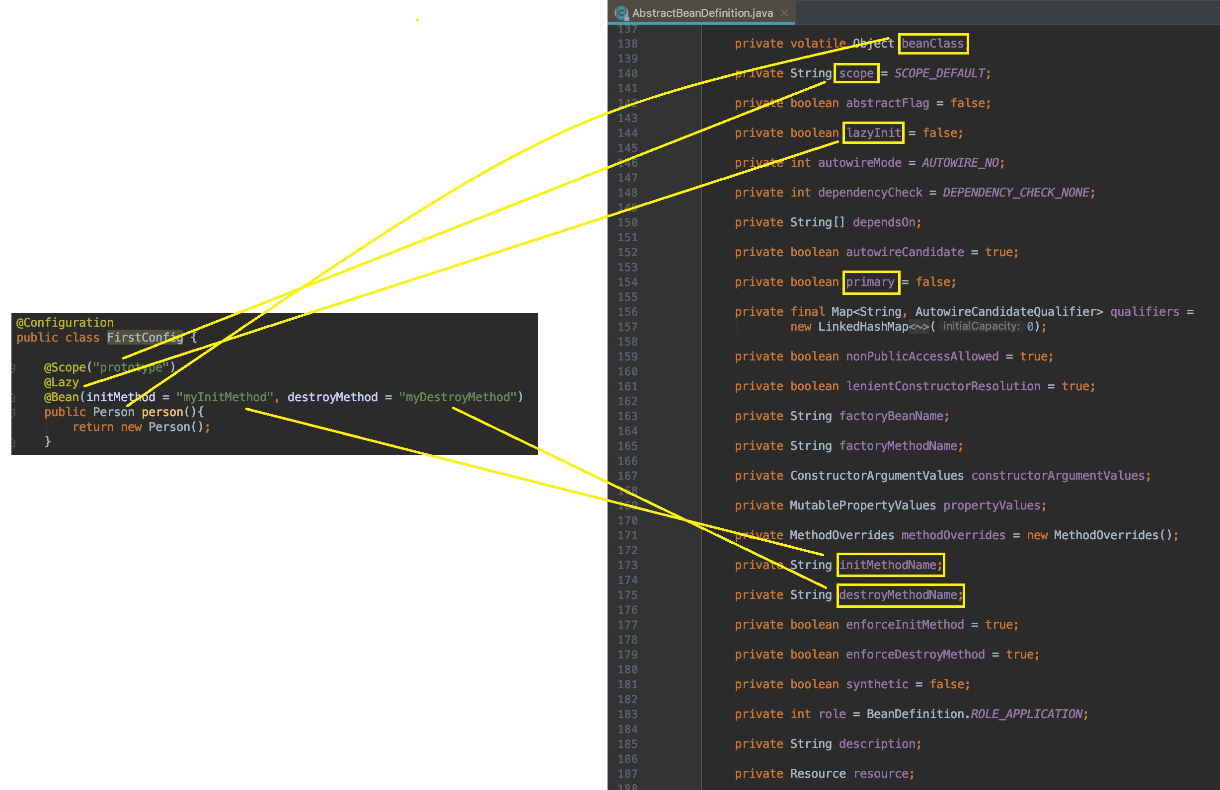 @Configuration
public class FirstConfig {
@Scope("prototype")
@Lazy
@Bean(initMethod = "myInitMethod", destroyMethod = "myDestroyMethod")
public Person person(){
return new Person();
}
AbstractBeanDefinition.java
137
138 private volatile Object beanClass
139
140 private String scope = SCOPE_DEFAULT;
141
142 private boolean abstractFlag = false;
143
144 private boolean lazyInit = false;
145
146 private int autowireMode = AUTOWIRE_NO;
147
148 private int dependencyCheck = DEPENDENCY_CHECK_NONE;
149
150 private String[] dependsOn;
151
152 private boolean autowireCandidate = true;
153
154 private boolean primary = false;
155
156 private final Map<String, AutowireCandidateQualifier> qualifiers =
157 new LinkedHashMap<~>( initialCapacity: 0);
158
159 private boolean nonPublicAccessAllowed = true;
160
161 private boolean lenientConstructorResolution = true;
162
163 private String factoryBeanName;
164
165 private String factoryMethodName;
166
167 private ConstructorArgumentValues constructorArgumentValues;
168
169 private MutablePropertyValues propertyValues;
170
171 private MethodOverrides methodOverrides = new MethodOverrides();
172
173 private String initMethodName;
174
175 private String destroyMethodName;
176
177 private boolean enforceInitMethod = true;
178
179 private boolean enforceDestroyMethod = true;
180
181 private boolean synthetic = false;
182
183 private int role = BeanDefinition.ROLE_APPLICATION;
184
185 private String description;
186
187 private Resource resource;
188